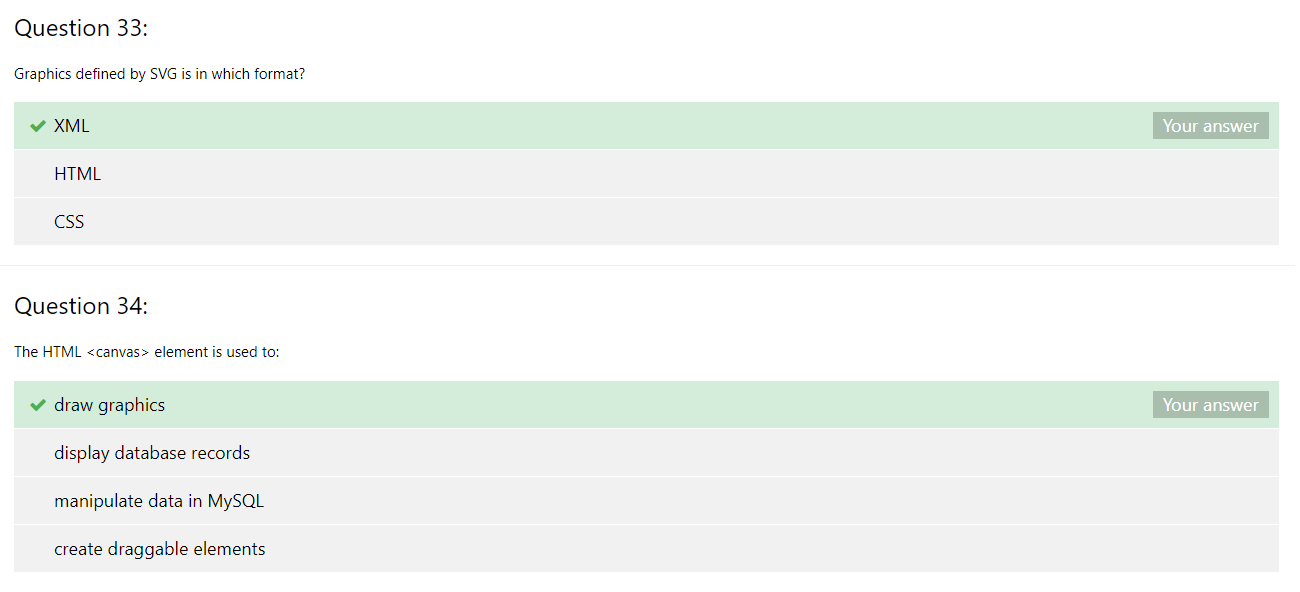 Question 33:
Graphics defined by SVG is in which format?
XML Your answer
HTML
CSS
Question 34:
The HTML <canvas> element is used to:
draw graphics Your answer
display database records
manipulate data in MySQL
create draggable elements